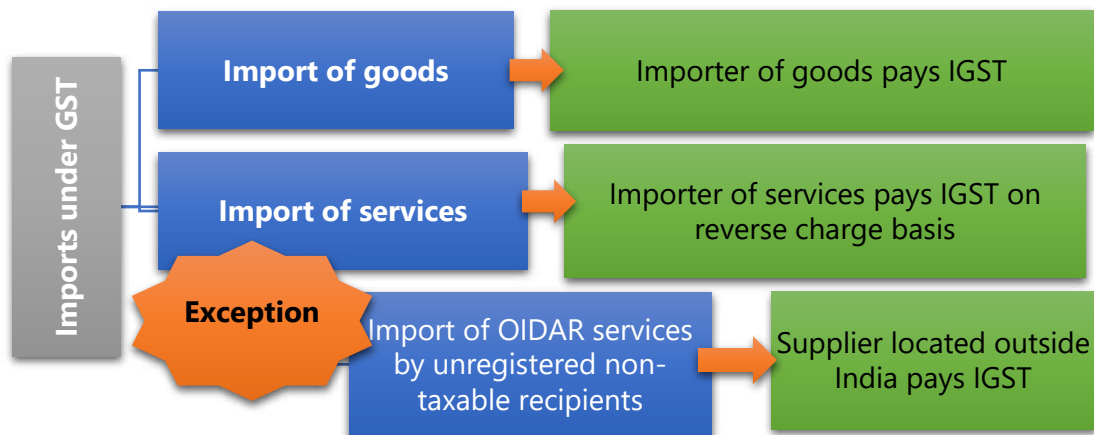 Imports under GST
Import of goods
Importer of goods pays IGST
Import of services
Importer of services pays IGST on
reverse charge basis
Exception
Import of OIDAR services
by unregistered non-
taxable recipients
Supplier located outside
India pays IGST